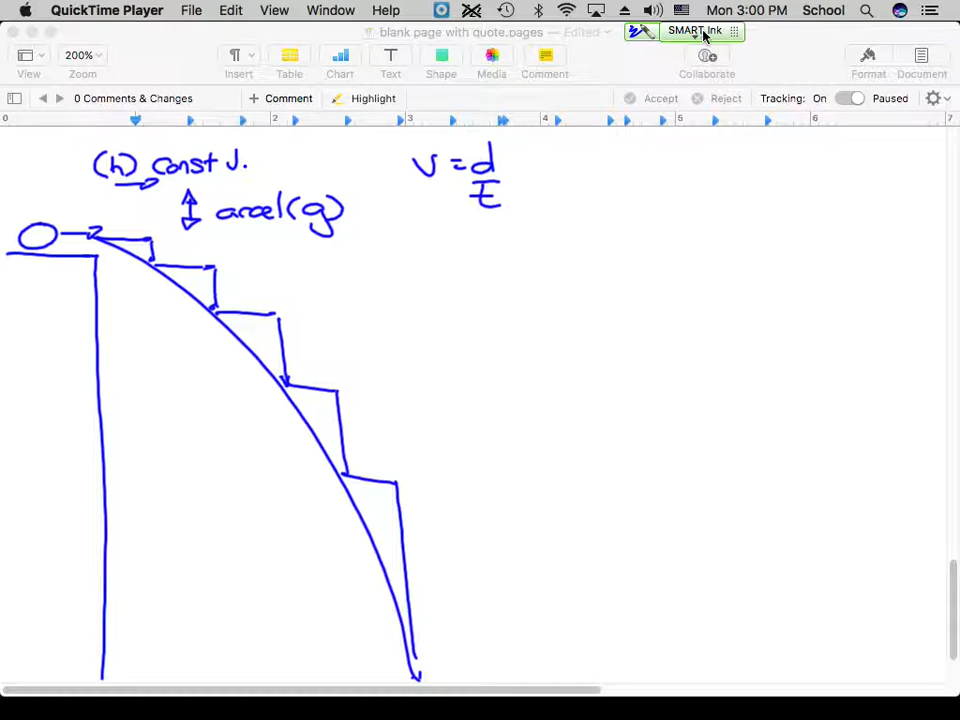 QuickTime Player File Edit View Window Help Mon 3:00 PM School
blank page with quote.pages — Edited
SMART Ink
200%
View Zoom Insert Table Chart Text Shape Media Comment Collaborate Format Document
0 Comments & Changes + Comment Highlight Accept Reject Tracking: On Paused
0 2 3 4 5 6 7
(h) const v.
v = d
t
accel (g)